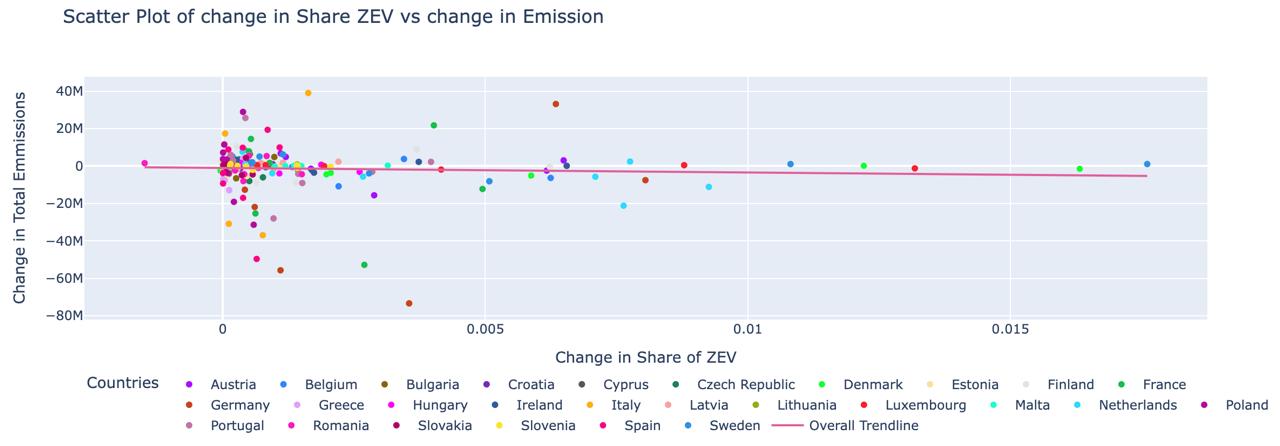 Scatter Plot of change in Share ZEV vs change in Emission
Change in Total Emmissions
40M
20M
0
−20M
−40M
−60M
−80M
0 0.005 0.01 0.015
Change in Share of ZEV
Countries Austria Belgium Bulgaria Croatia Cyprus Czech Republic Denmark Estonia Finland France
Germany Greece Hungary Ireland Italy Latvia Lithuania Luxembourg Malta Netherlands Poland
Portugal Romania Slovakia Slovenia Spain Sweden Overall Trendline